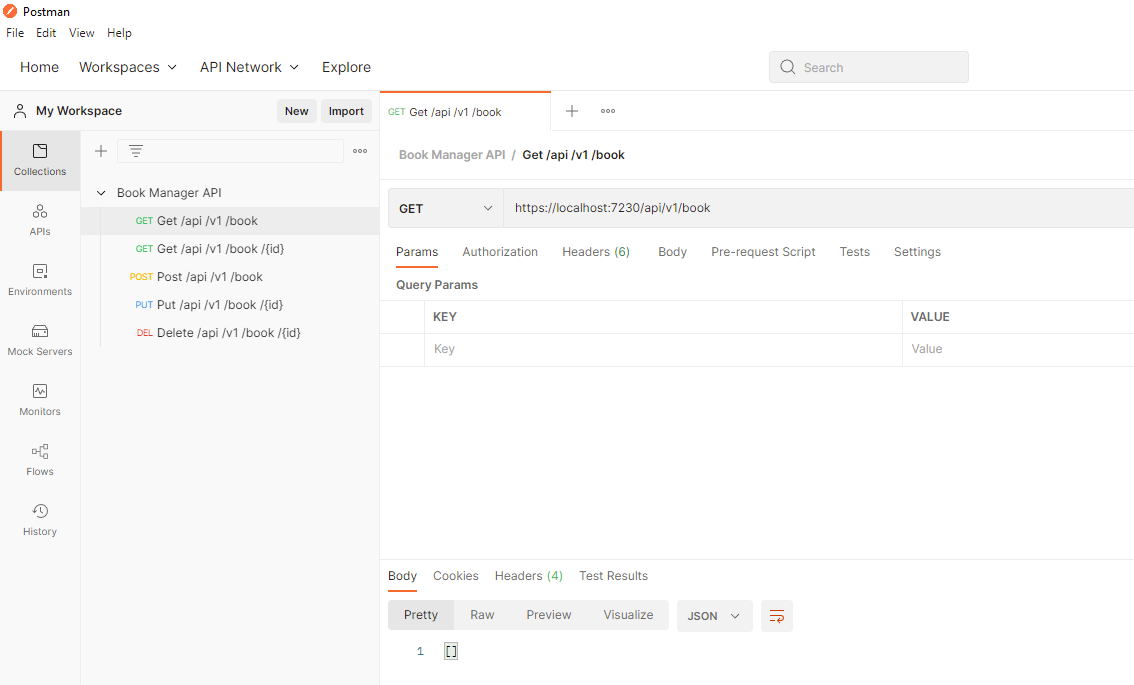 Postman
File Edit View Help
Home Workspaces API Network Explore Search
My Workspace New Import
GET Get /api /v1 /book
Collections
APIs
Environments
Mock Servers
Monitors
Flows
History
Book Manager API
GET Get /api /v1 /book
GET Get /api /v1 /book /{id}
POST Post /api /v1 /book
PUT Put /api /v1 /book /{id}
DEL Delete /api /v1 /book /{id}
Book Manager API / Get /api /v1 /book
GET https://localhost:7230/api/v1/book
Params Authorization Headers (6) Body Pre-request Script Tests Settings
Query Params
KEY VALUE
Key Value
Body Cookies Headers (4) Test Results
Pretty Raw Preview Visualize JSON
1 []